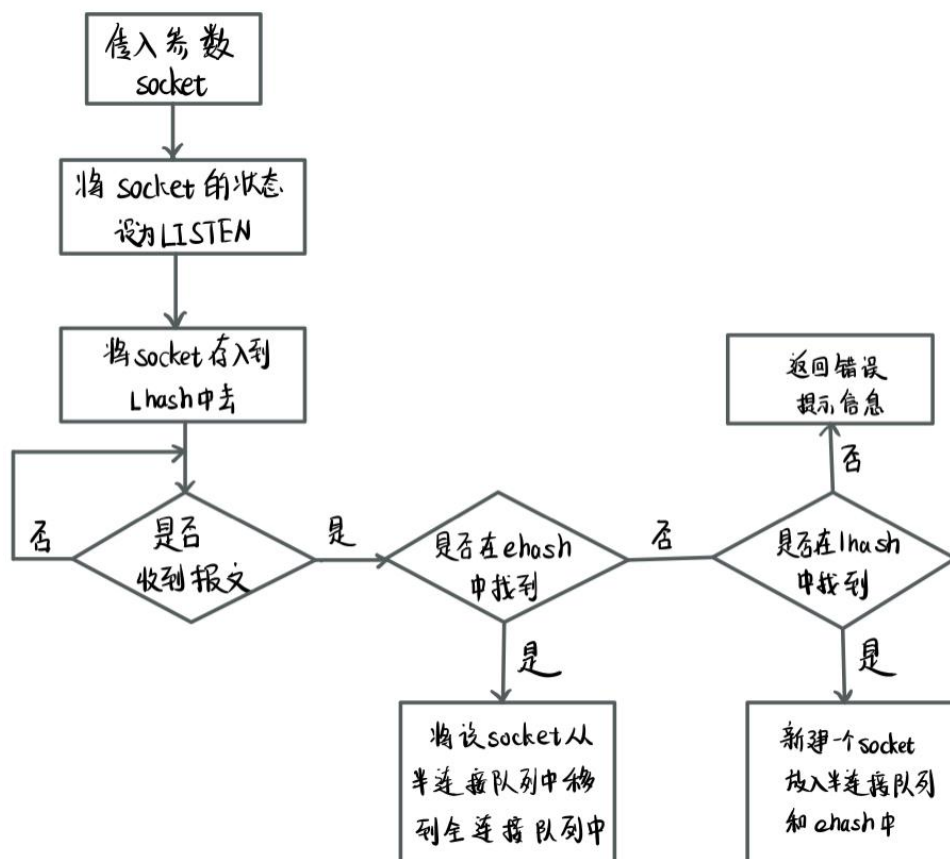 传入参数
socket
将 socket 的状态
设为LISTEN
将socket存入到
Lhash中去
返回错误
提示信息
否
否
是否
收到报文
是
是否在ehash
中找到
否
是否在lhash
中找到
是
是
将该socket从
半连接队列中移
到全连接队列中
新建一个socket
放入半连接队列
和ehash中